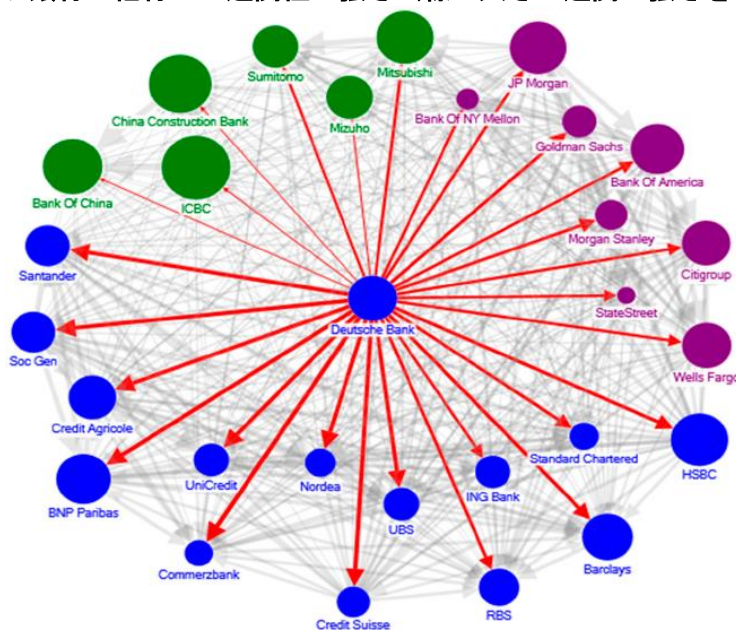 Sumitomo
Mitsubishi
JP Morgan
China Construction Bank
Mizuho
Bank Of NY Mellon
Goldman Sachs
Bank Of America
Bank Of China
ICBC
Morgan Stanley
Santander
Citigroup
StateStreet
Deutsche Bank
Soc Gen
Wells Fargo
Credit Agricole
Standard Chartered
HSBC
UniCredit
Nordea
ING Bank
BNP Paribas
UBS
Commerzbank
Barclays
Credit Suisse
RBS